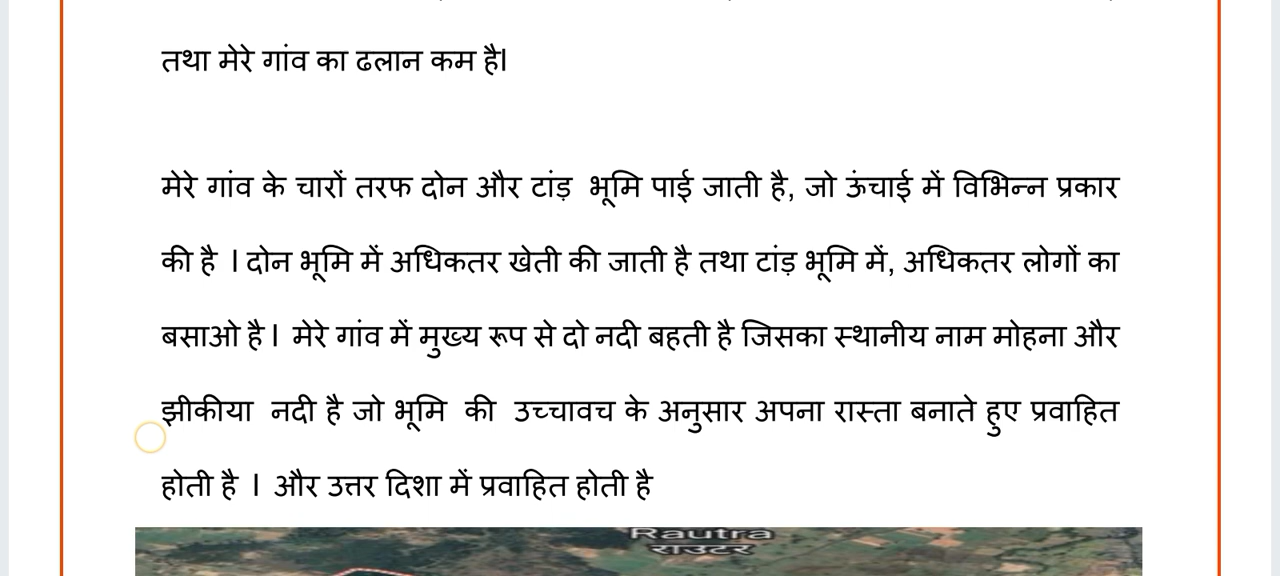 तथा मेरे गांव का ढलान कम है।
मेरे गांव के चारों तरफ दोन और टांड़ भूमि पाई जाती है, जो ऊंचाई में विभिन्न प्रकार
की है । दोन भूमि में अधिकतर खेती की जाती है तथा टांड़ भूमि में, अधिकतर लोगों का
बसाओ है । मेरे गांव में मुख्य रूप से दो नदी बहती है जिसका स्थानीय नाम मोहना और
झीकीया नदी है जो भूमि की उच्चावच के अनुसार अपना रास्ता बनाते हुए प्रवाहित
होती है । और उत्तर दिशा में प्रवाहित होती है
Rautra
राउटर